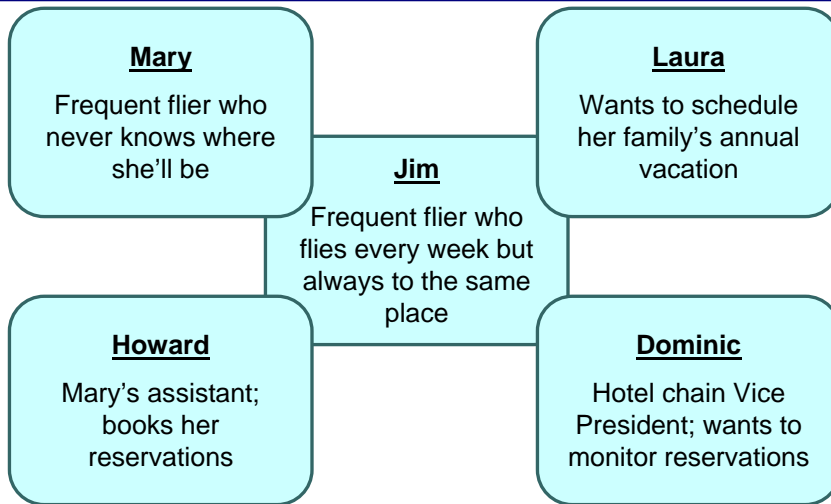 Mary
Frequent flier who
never knows where
she'll be
Laura
Wants to schedule
her family's annual
vacation
Jim
Frequent flier who
flies every week but
always to the same
place
Howard
Mary's assistant;
books her
reservations
Dominic
Hotel chain Vice
President; wants to
monitor reservations